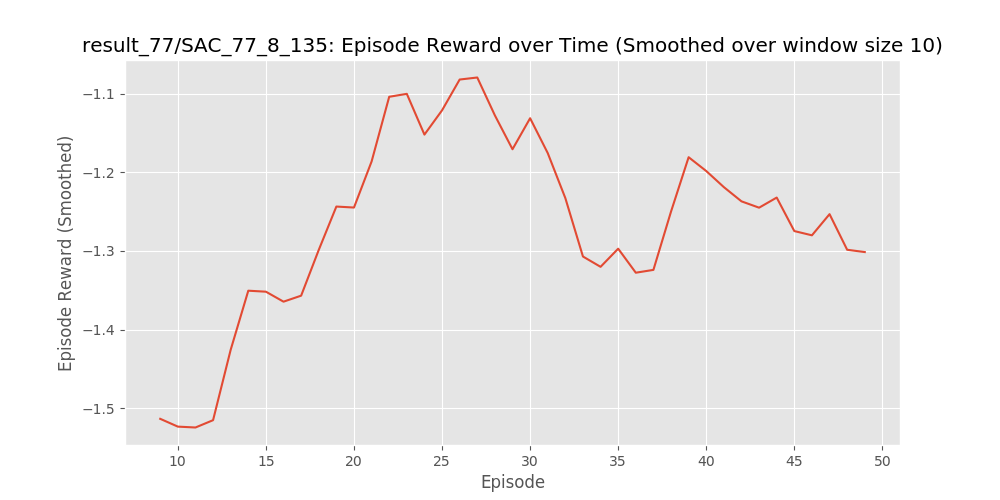 result_77/SAC_77_8_135: Episode Reward over Time (Smoothed over window size 10)
Episode Reward (Smoothed)
−1.1
−1.2
−1.3
−1.4
−1.5
10 15 20 25 30 35 40 45 50
Episode